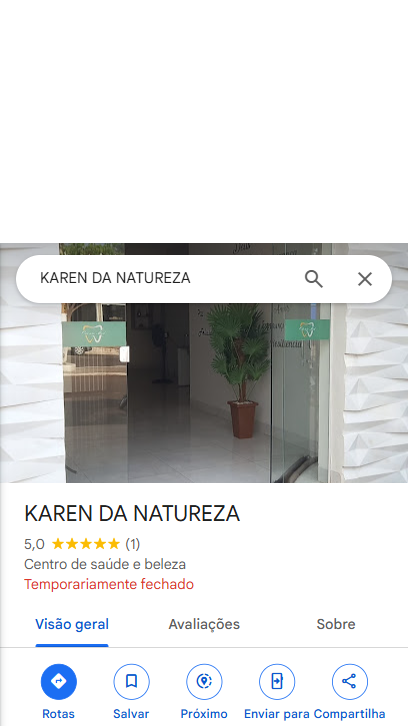 KAREN DA NATUREZA
KAREN DA NATUREZA
5,0 (1)
Centro de saúde e beleza
Temporariamente fechado
Visão geral Avaliações Sobre
Rotas Salvar Próximo Enviar para Compartilha